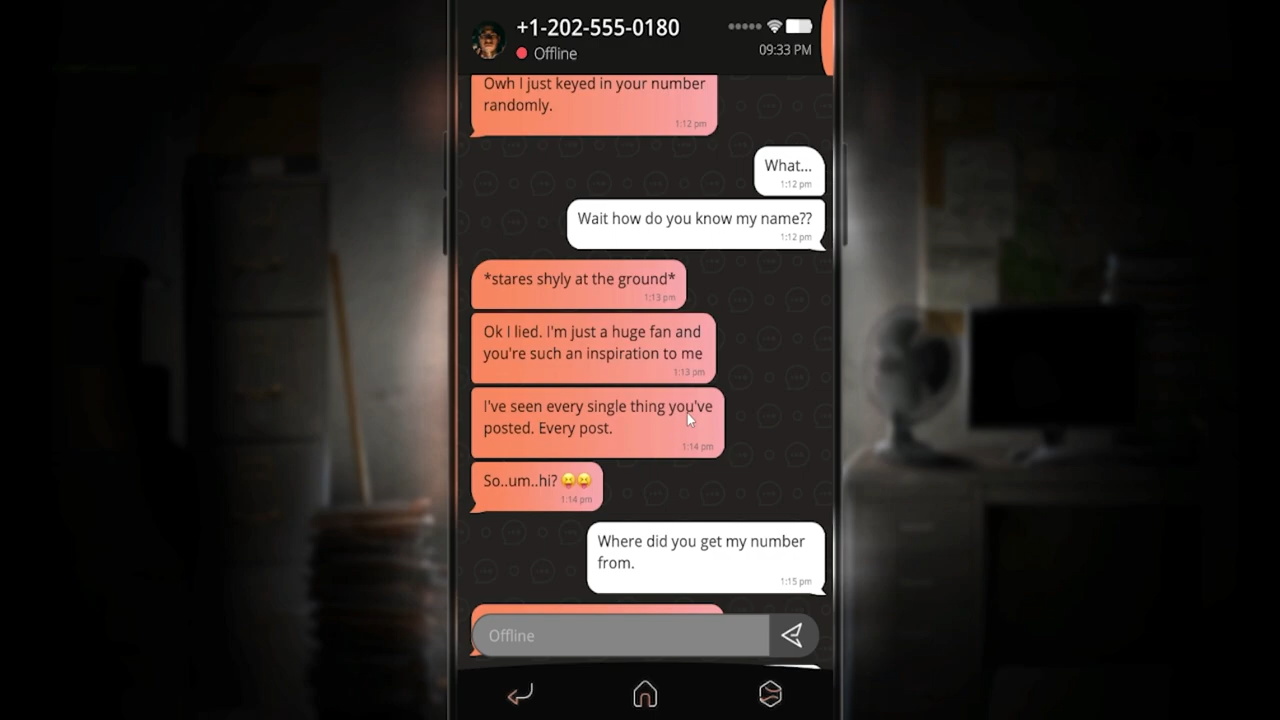 +1-202-555-0180
Offline
09:33 PM
Owh I just keyed in your number
randomly.
1:12 pm
What...
1:12 pm
Wait how do you know my name??
1:12 pm
*stares shyly at the ground*
1:13 pm
Ok I lied. I'm just a huge fan and
you're such an inspiration to me
1:13 pm
I've seen every single thing you've
posted. Every post.
1:14 pm
So..um..hi? 😝😝
1:14 pm
Where did you get my number
from.
1:15 pm
Offline